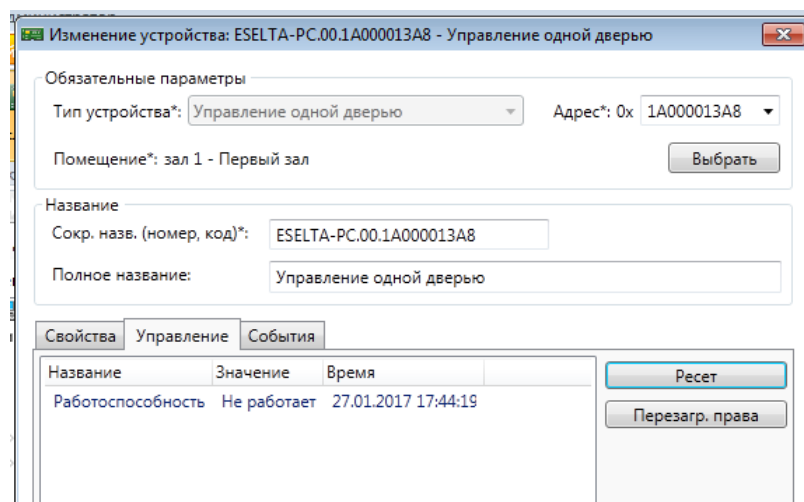 Изменение устройства: ESELTA-PC.00.1A000013A8 - Управление одной дверью
Обязательные параметры
Тип устройства*: Управление одной дверью Адрес*: 0x 1A000013A8
Помещение*: зал 1 - Первый зал Выбрать
Название
Сокр. назв. (номер, код)*: ESELTA-PC.00.1A000013A8
Полное название: Управление одной дверью
Свойства Управление События
Название Значение Время Ресет
Работоспособность Не работает 27.01.2017 17:44:19
Перезагр. права